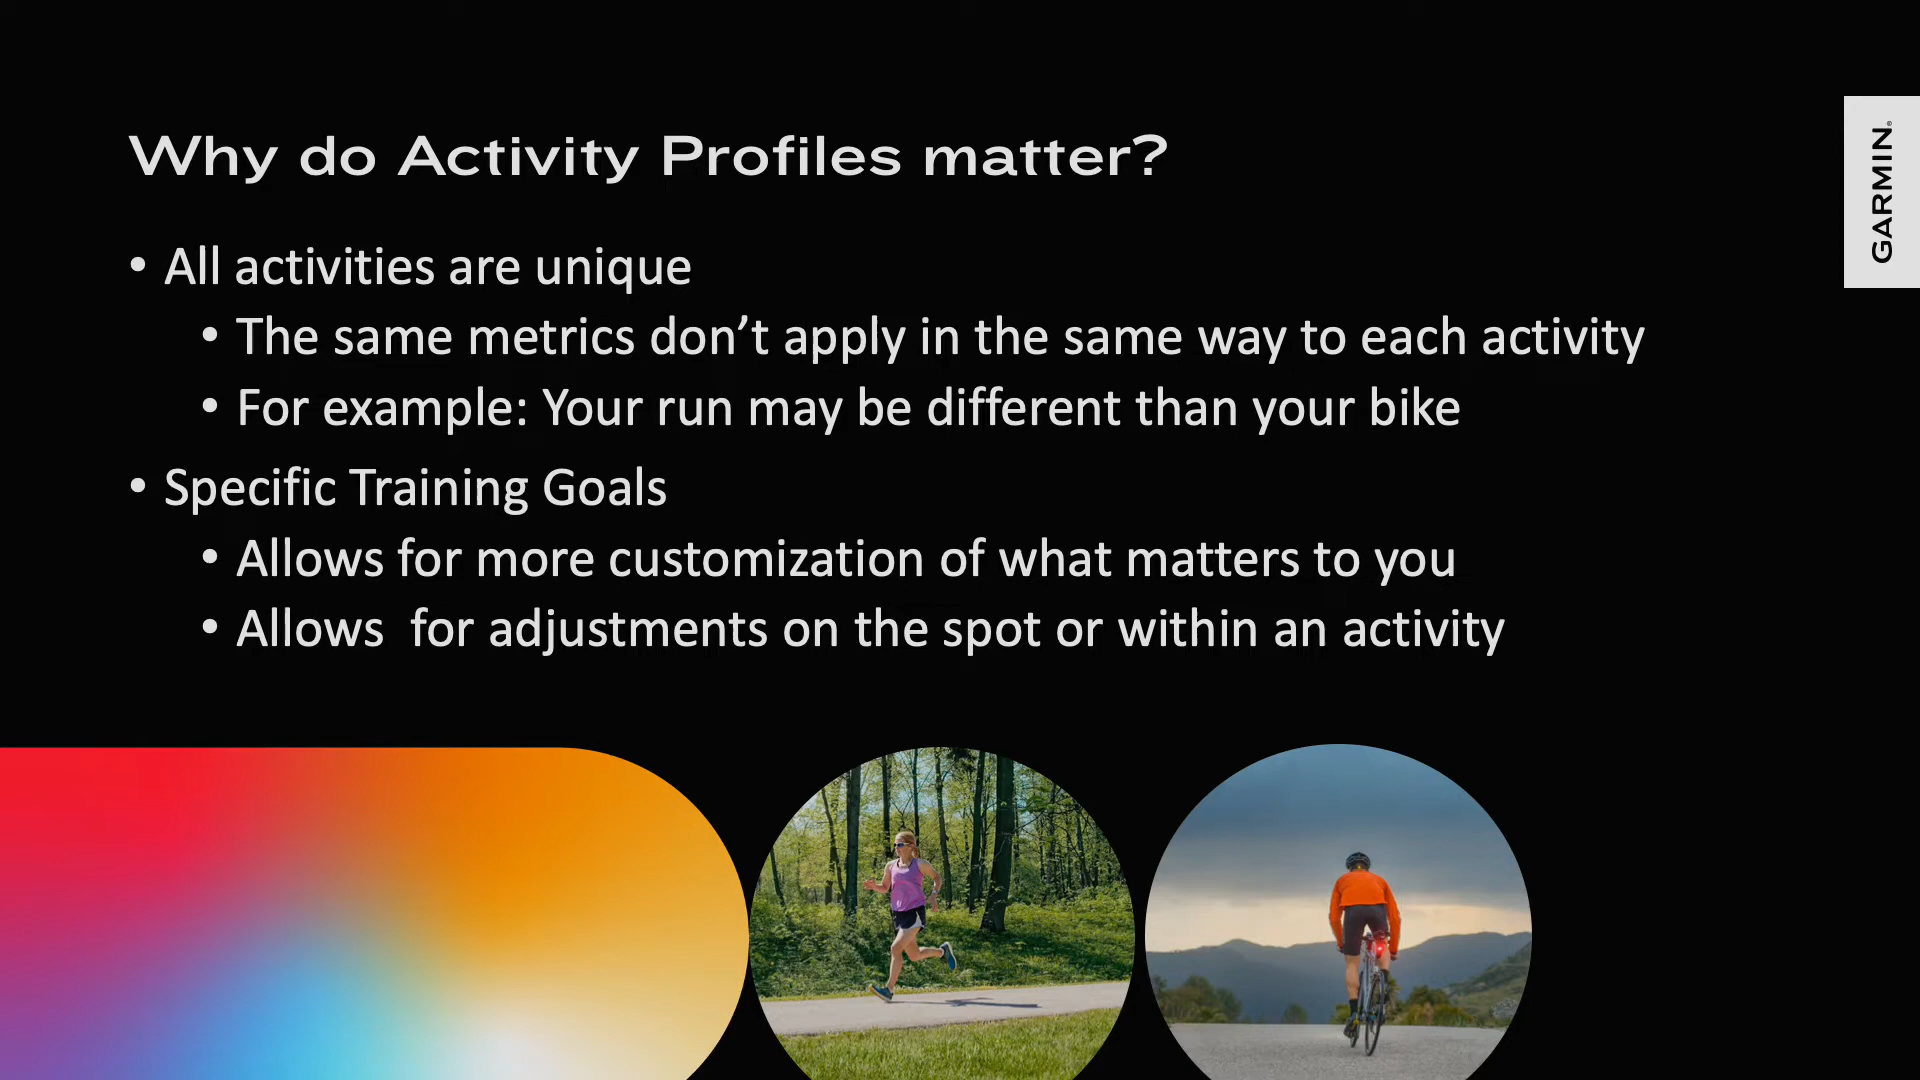 Why do Activity Profiles matter?
GARMIN®
• All activities are unique
• The same metrics don’t apply in the same way to each activity
• For example: Your run may be different than your bike
• Specific Training Goals
• Allows for more customization of what matters to you
• Allows  for adjustments on the spot or within an activity